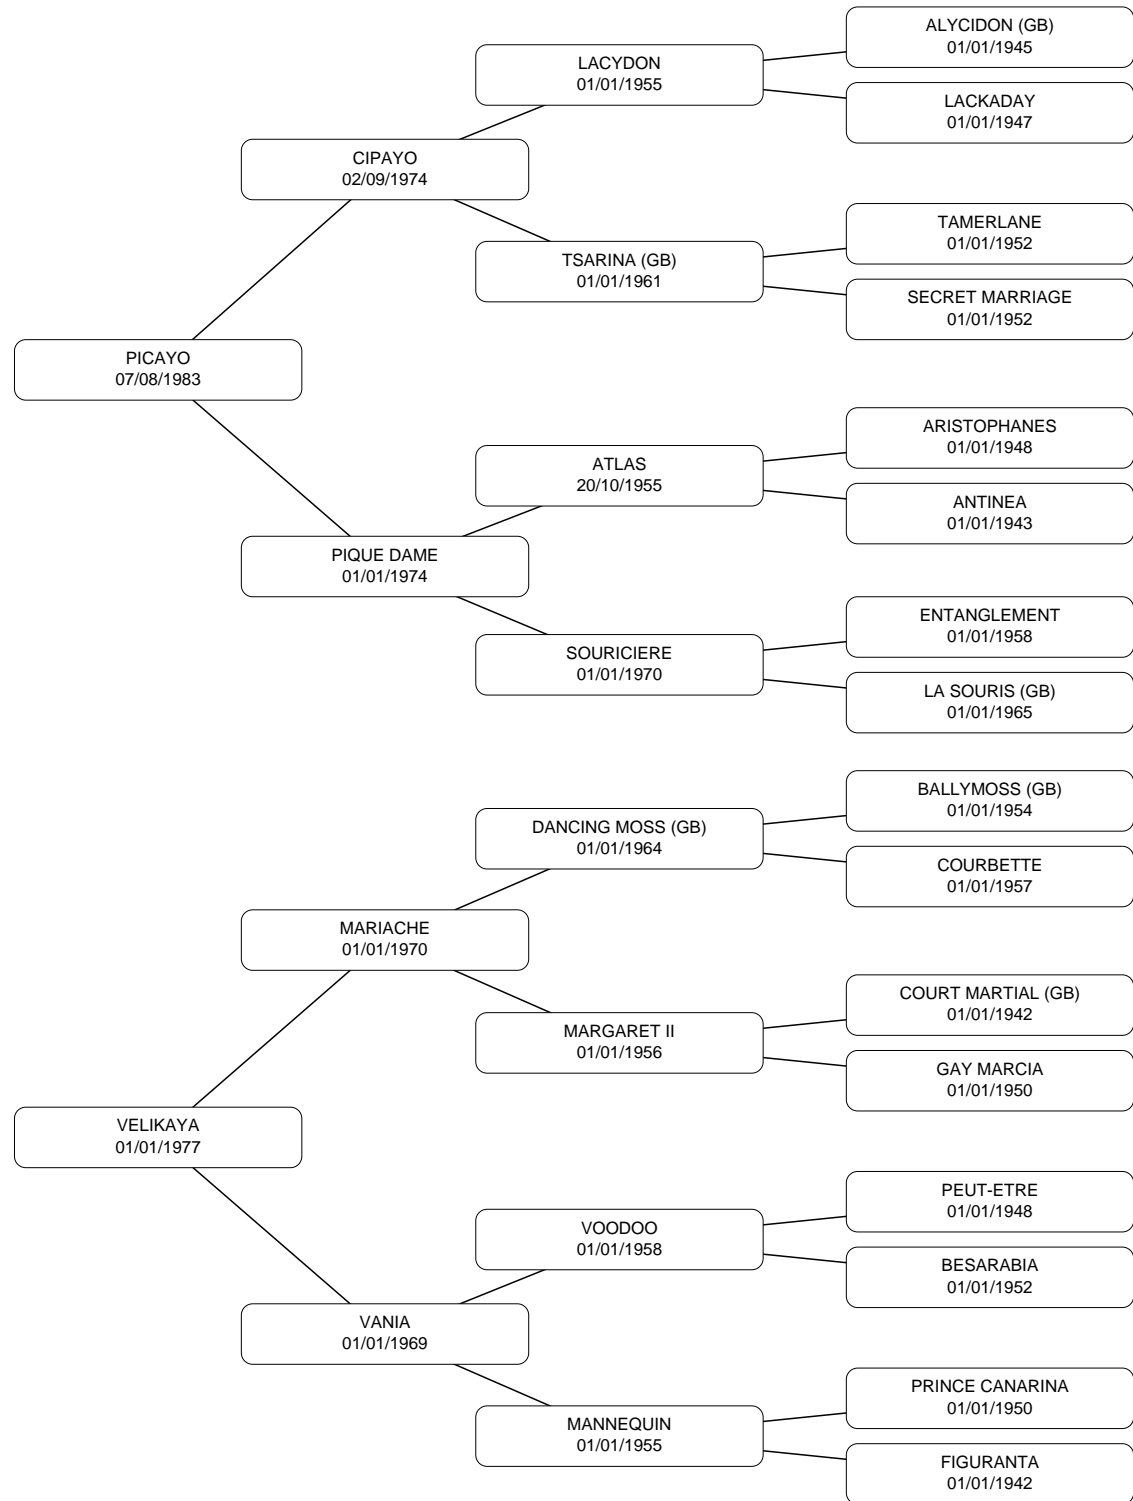 ALYCIDON (GB)
01/01/1945
LACYDON
01/01/1955
LACKADAY
01/01/1947
CIPAYO
02/09/1974
TAMERLANE
01/01/1952
TSARINA (GB)
01/01/1961
SECRET MARRIAGE
01/01/1952
PICAYO
07/08/1983
ARISTOPHANES
01/01/1948
ATLAS
20/10/1955
ANTINEA
01/01/1943
PIQUE DAME
01/01/1974
ENTANGLEMENT
01/01/1958
SOURICIERE
01/01/1970
LA SOURIS (GB)
01/01/1965
BALLYMOSS (GB)
01/01/1954
DANCING MOSS (GB)
01/01/1964
COURBETTE
01/01/1957
MARIACHE
01/01/1970
COURT MARTIAL (GB)
01/01/1942
MARGARET II
01/01/1956
GAY MARCIA
01/01/1950
VELIKAYA
01/01/1977
PEUT-ETRE
01/01/1948
VOODOO
01/01/1958
BESARABIA
01/01/1952
VANIA
01/01/1969
PRINCE CANARINA
01/01/1950
MANNEQUIN
01/01/1955
FIGURANTA
01/01/1942